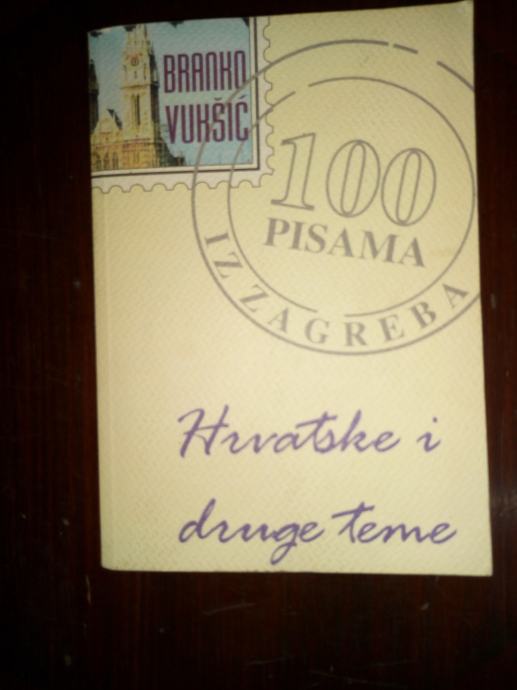 BRANKO
VUKŠIĆ
100
PISAMA
IZ ZAGREBA
Hrvatske i
druge teme